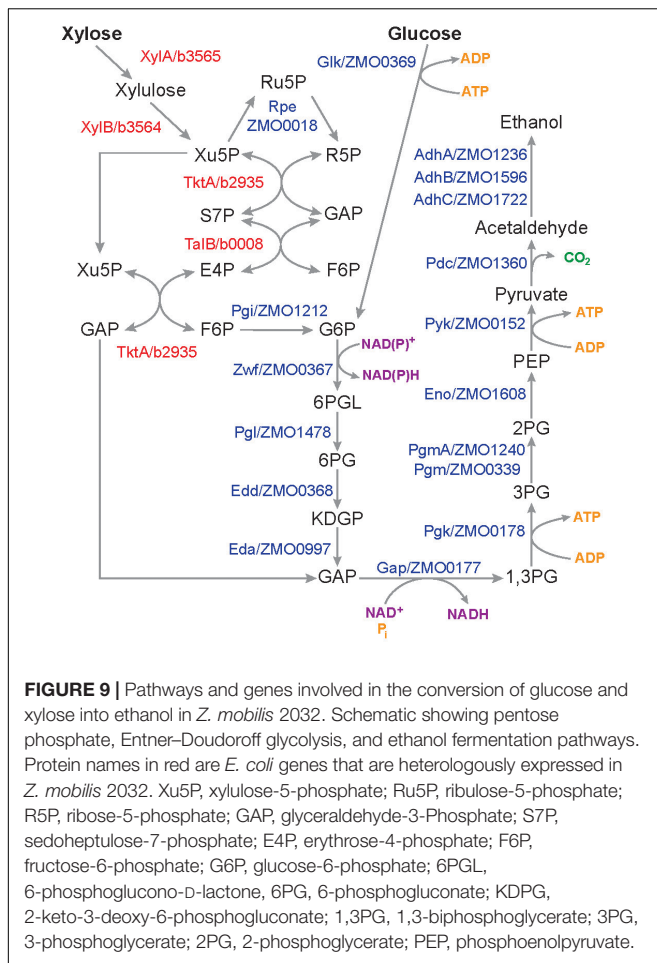 Xylose
Glucose
XylA/b3565
Glk/ZMO0369
ADP
ATP
Xylulose
Ru5P
Rpe
ZMO0018
XylB/b3564
Ethanol
Xu5P
R5P
AdhA/ZMO1236
AdhB/ZMO1596
AdhC/ZMO1722
TktA/b2935
S7P
GAP
Acetaldehyde
TalB/b0008
Pdc/ZMO1360
CO2
Xu5P
E4P
F6P
Pyruvate
Pgi/ZMO1212
Pyk/ZMO0152
ATP
ADP
GAP
F6P
G6P
TktA/b2935
NAD(P)+
NAD(P)H
Zwf/ZMO0367
PEP
6PGL
Eno/ZMO1608
Pgl/ZMO1478
2PG
PgmA/ZMO1240
Pgm/ZMO0339
6PG
Edd/ZMO0368
3PG
KDGP
Pgk/ZMO0178
ATP
ADP
Eda/ZMO0997
GAP
Gap/ZMO0177
1,3PG
NAD+
Pi
NADH
FIGURE 9 | Pathways and genes involved in the conversion of glucose and
xylose into ethanol in Z. mobilis 2032. Schematic showing pentose
phosphate, Entner–Doudoroff glycolysis, and ethanol fermentation pathways.
Protein names in red are E. coli genes that are heterologously expressed in
Z. mobilis 2032. Xu5P, xylulose-5-phosphate; Ru5P, ribulose-5-phosphate;
R5P, ribose-5-phosphate; GAP, glyceraldehyde-3-Phosphate; S7P,
sedoheptulose-7-phosphate; E4P, erythrose-4-phosphate; F6P,
fructose-6-phosphate; G6P, glucose-6-phosphate; 6PGL,
6-phosphoglucono-D-lactone, 6PG, 6-phosphogluconate; KDPG,
2-keto-3-deoxy-6-phosphogluconate; 1,3PG, 1,3-biphosphoglycerate; 3PG,
3-phosphoglycerate; 2PG, 2-phosphoglycerate; PEP, phosphoenolpyruvate.